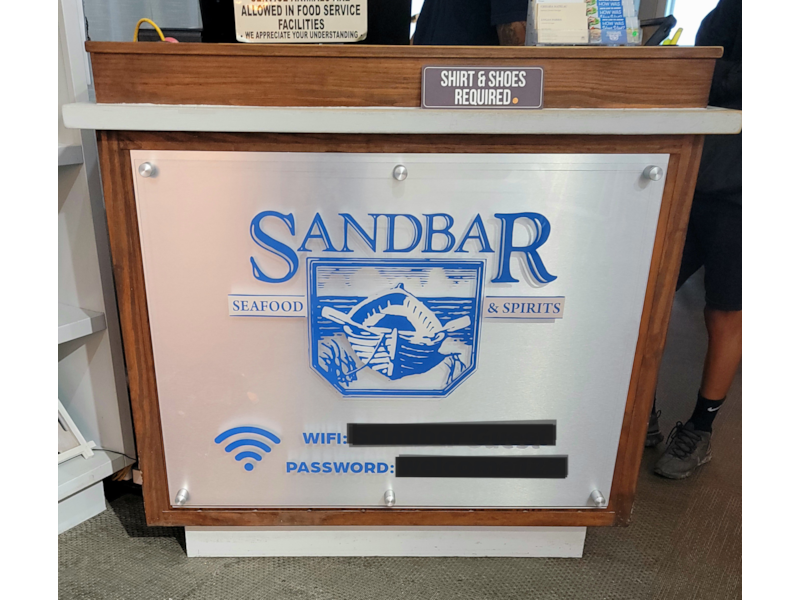 ALLOWED IN FOOD SERVICE
FACILITIES
• WE APPRECIATE YOUR UNDERSTANDING •
SHIRT & SHOES
REQUIRED.
SANDBAR
SEAFOOD & SPIRITS
WIFI:
PASSWORD: